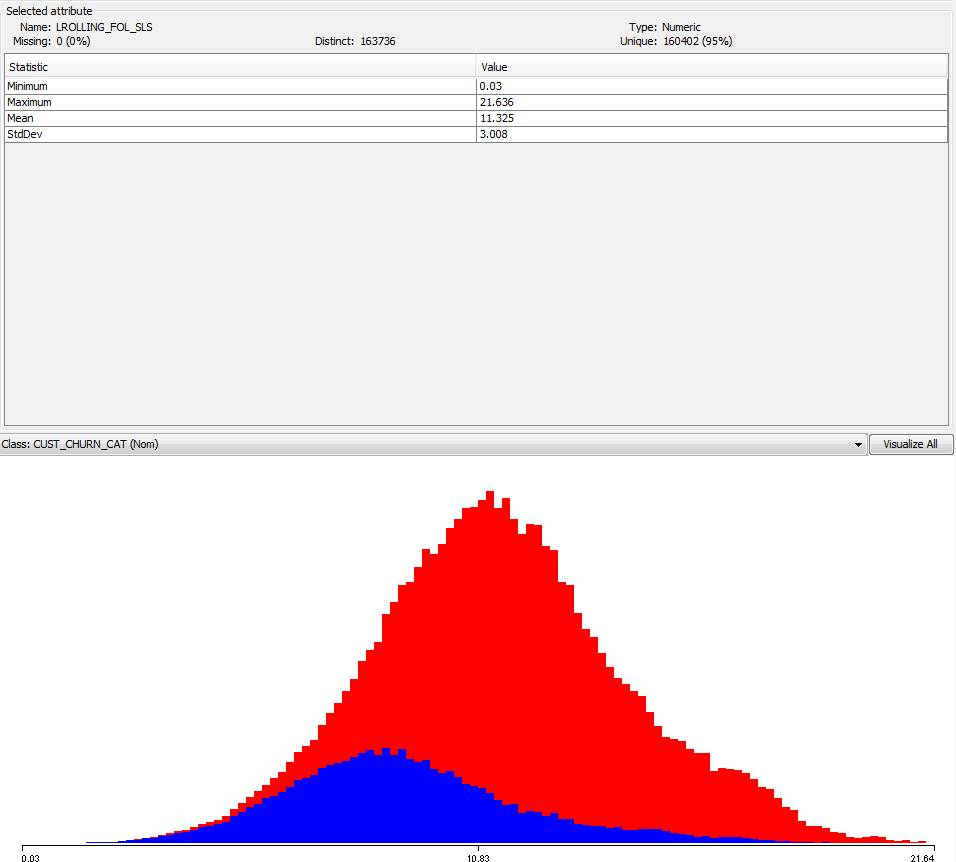 Selected attribute
Name: LROLLING_FOL_SLS Type: Numeric
Missing: 0 (0%) Distinct: 163736 Unique: 160402 (95%)
Statistic Value
Minimum 0.03
Maximum 21.636
Mean 11.325
StdDev 3.008
Class: CUST_CHURN_CAT (Nom) Visualize All
0.03 10.83 21.64